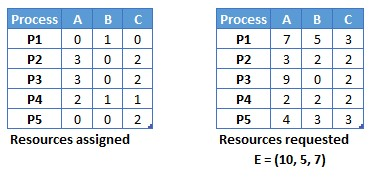 Process A B C
P1 0 1 0
P2 3 0 2
P3 3 0 2
P4 2 1 1
P5 0 0 2
Resources assigned
Process A B C
P1 7 5 3
P2 3 2 2
P3 9 0 2
P4 2 2 2
P5 4 3 3
Resources requested
E = (10, 5, 7)